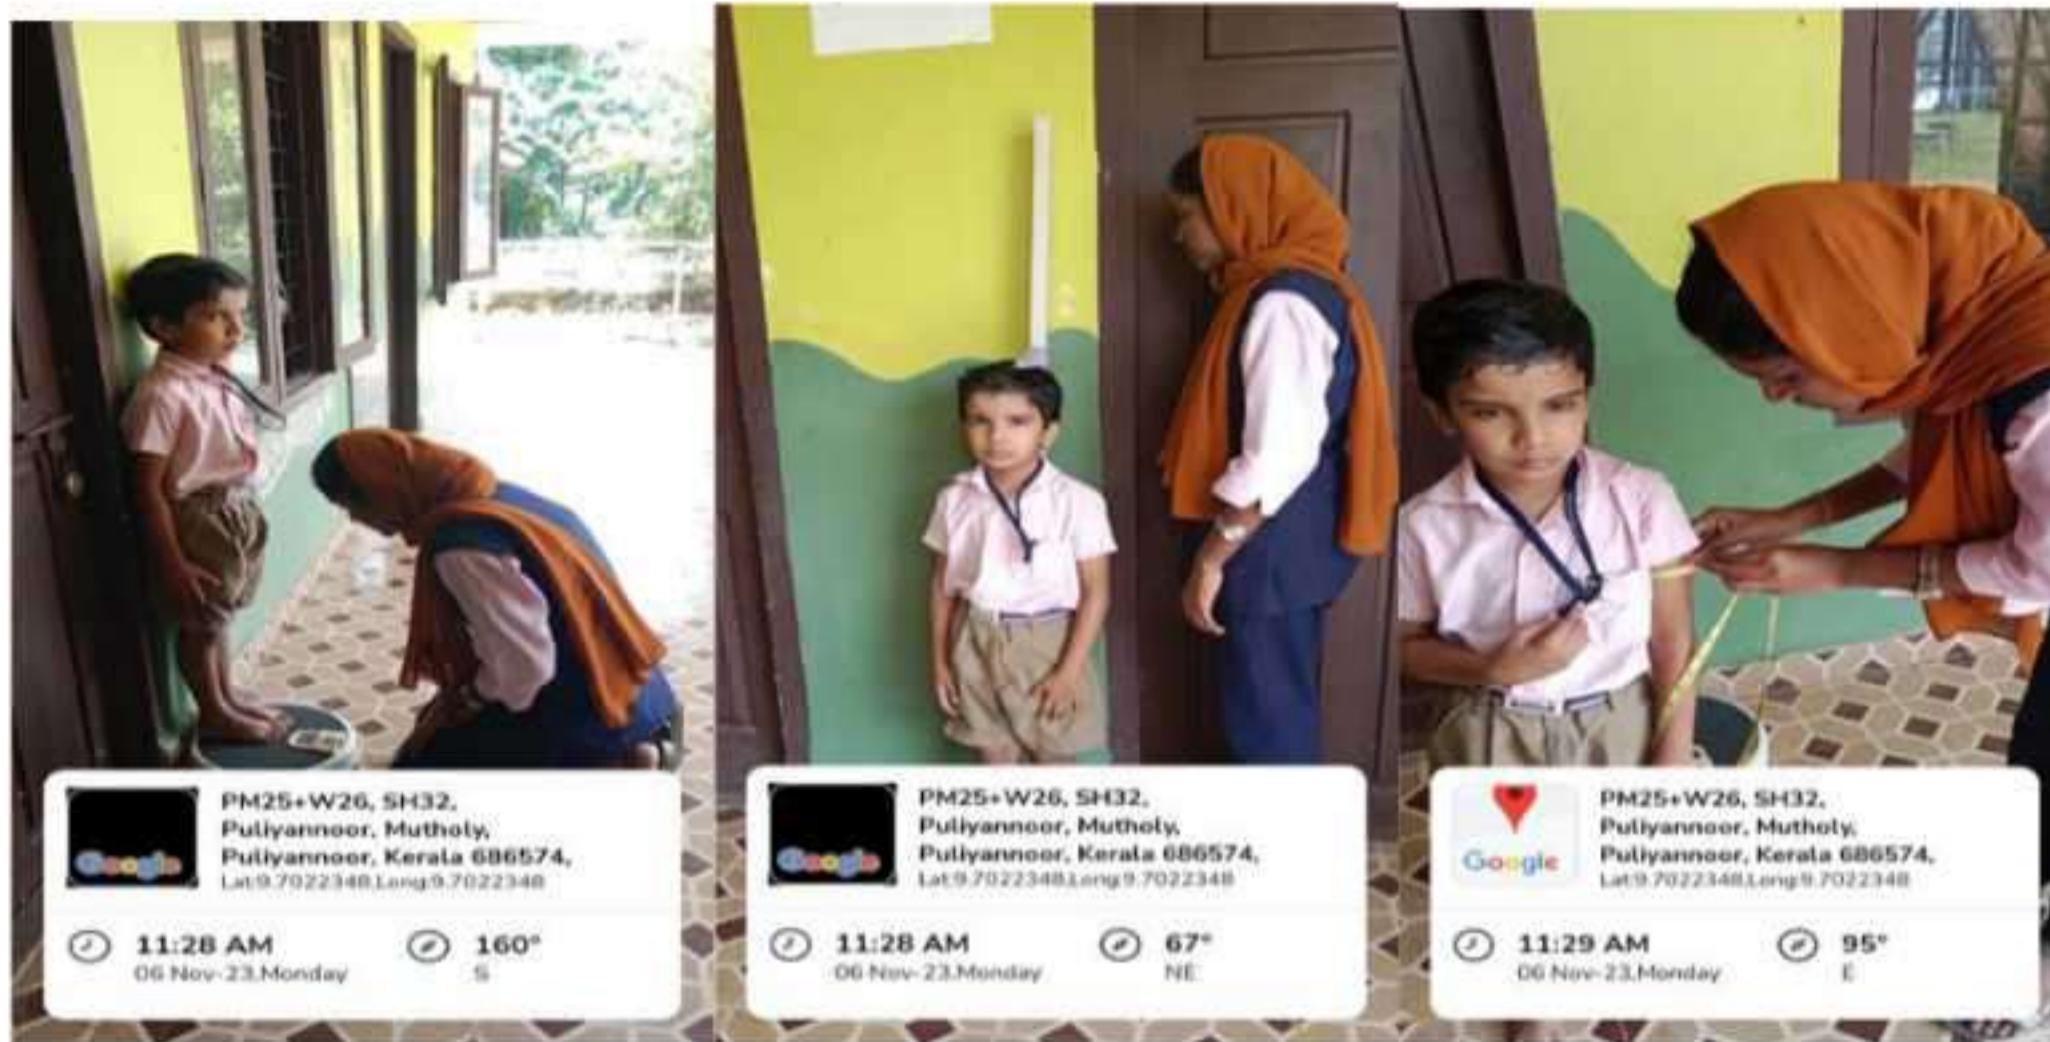 Google
PM25+W26, SH32,
Puliyannoor, Mutholy,
Puliyannoor, Kerala 686574,
Lat:9.7022348,Long:9.7022348
11:28 AM
06 Nov-23,Monday
160°
S
Google
PM25+W26, SH32,
Puliyannoor, Mutholy,
Puliyannoor, Kerala 686574,
Lat:9.7022348,Long:9.7022348
11:28 AM
06 Nov-23,Monday
67°
NE
Google
PM25+W26, SH32,
Puliyannoor, Mutholy,
Puliyannoor, Kerala 686574,
Lat:9.7022348,Long:9.7022348
11:29 AM
06 Nov-23,Monday
95°
E